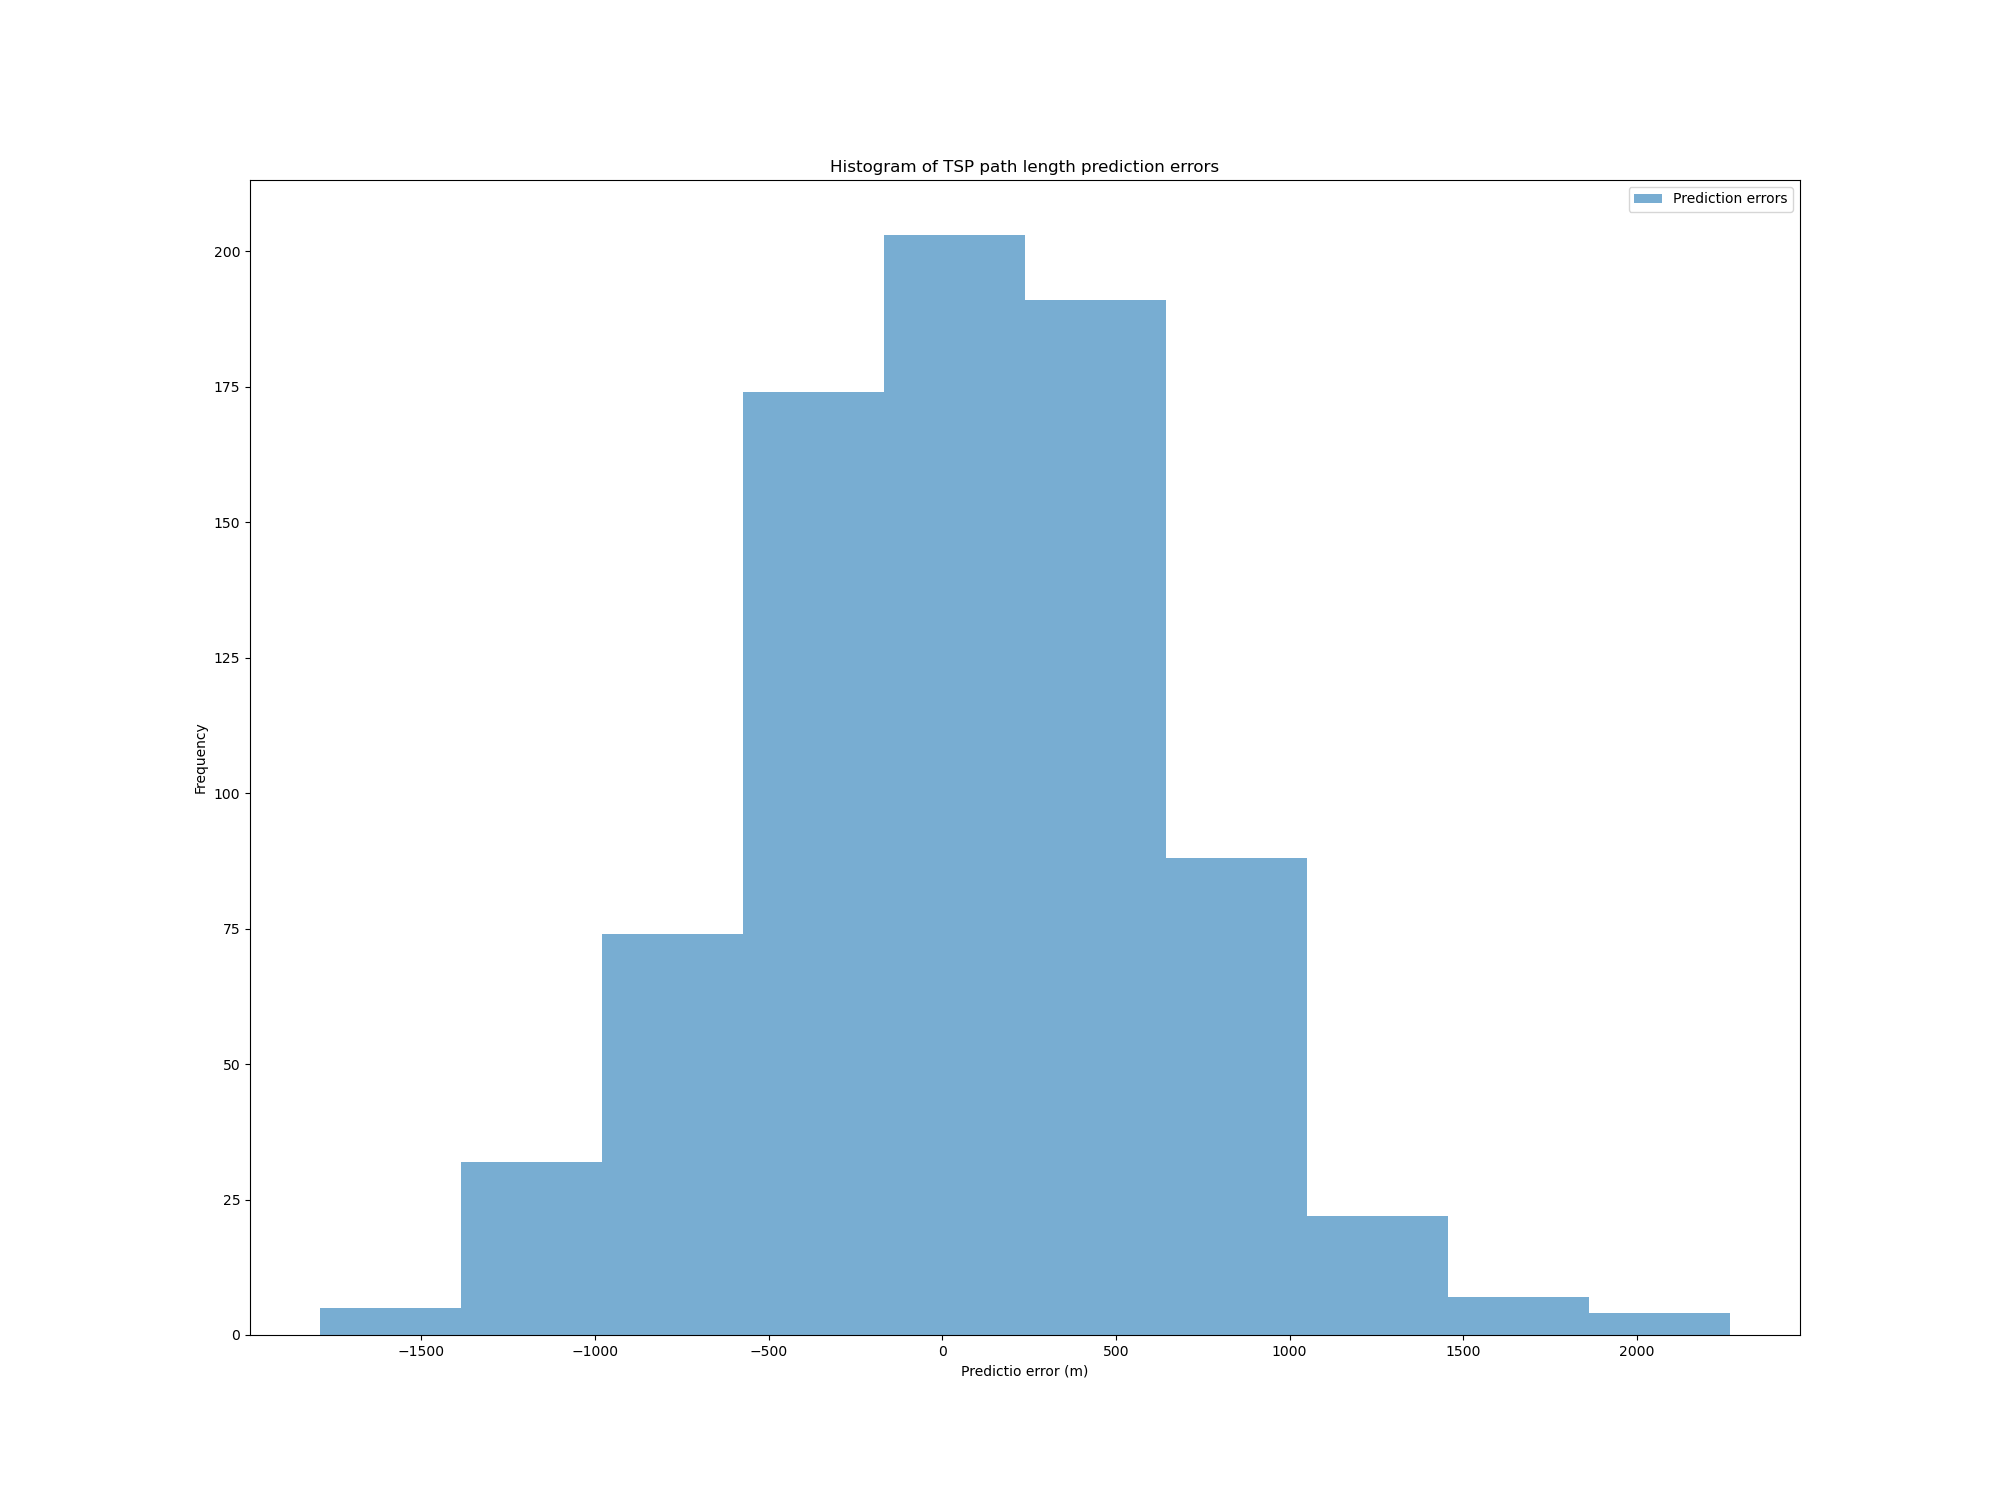 Histogram of TSP path length prediction errors
Prediction errors
200
175
150
125
100
75
50
25
0
Frequency
−1500 −1000 −500 0 500 1000 1500 2000
Predictio error (m)